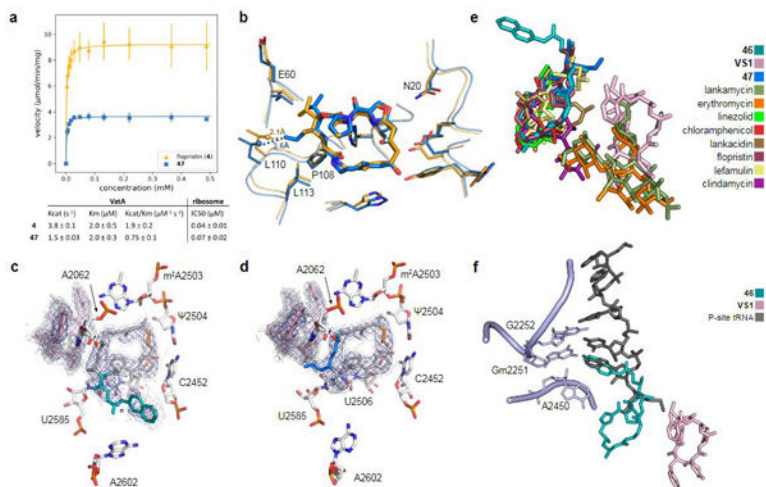 a
velocity (μmol/min/mg)
10
8
6
4
2
0
flopristin (4)
47
0.0 0.1 0.2 0.3 0.4 0.5
concentration (mM)
VatA ribosome
Kcat (s⁻¹) Km (μM) Kcat/Km (μM⁻¹ s⁻¹) IC50 (μM)
4 3.8 ± 0.1 2.0 ± 0.5 1.9 ± 0.2 0.04 ± 0.01
47 1.5 ± 0.03 2.0 ± 0.3 0.75 ± 0.1 0.07 ± 0.02
b
E60
N20
2.1Å
L110
P108
L113
e
46
VS1
47
lankamycin
erythromycin
linezolid
chloramphenicol
lankacidin
flopristin
lefamulin
clindamycin
c
A2062
m²A2503
Ψ2504
C2452
U2585
A2602
d
A2062
m²A2503
Ψ2504
C2452
U2506
U2585
A2602
f
46
VS1
P-site tRNA
G2252
Gm2251
A2450